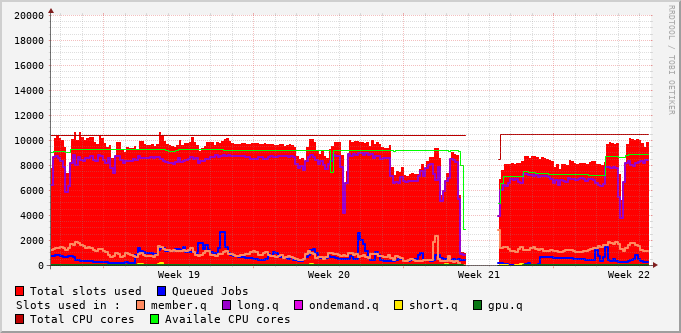 20000
18000
16000
14000
12000
10000
8000
6000
4000
2000
0
Week 19 Week 20 Week 21 Week 22
Total slots used Queued Jobs
Slots used in : member.q long.q ondemand.q short.q gpu.q
Total CPU cores Availale CPU cores
RRDTOOL / TOBI OETIKER